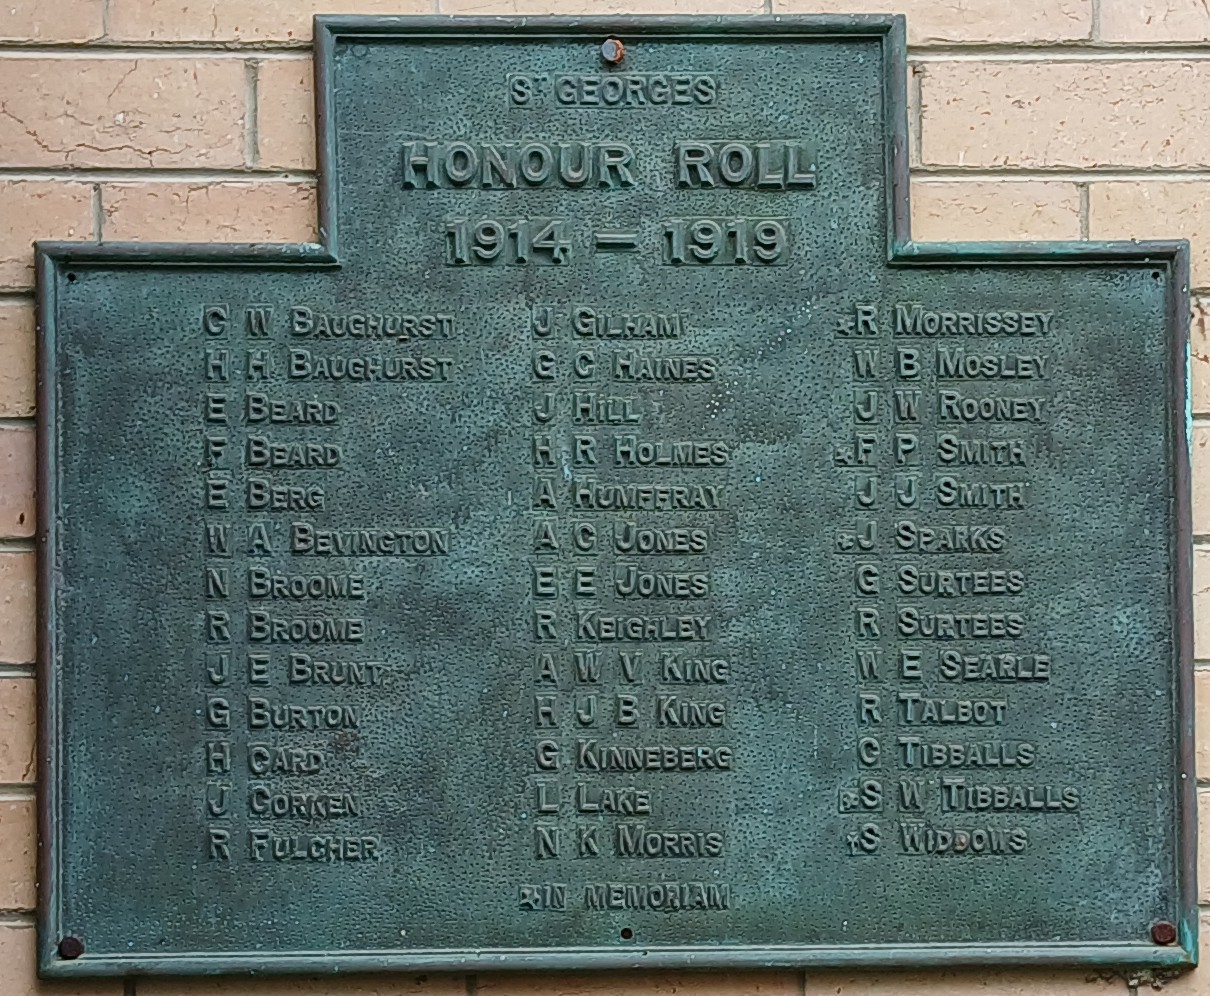 ST GEORGES
HONOUR ROLL
1914 – 1919
C W BAUGHURST
H H BAUGHURST
E BEARD
F BEARD
E BERG
W A BEVINGTON
N BROOME
R BROOME
J E BRUNT
G BURTON
H CARD
J CORKEN
R FULCHER
J GILHAM
G C HAINES
J HILL
H R HOLMES
A HUMFFRAY
A C JONES
E E JONES
R KEIGHLEY
A W V KING
H J B KING
G KINNEBERG
L LAKE
N K MORRIS
✠R MORRISSEY
W B MOSLEY
J W ROONEY
✠F P SMITH
J J SMITH
✠J SPARKS
G SURTEES
R SURTEES
W E SEARLE
R TALBOT
C TIBBALLS
✠S W TIBBALLS
✠S WIDDOWS
✠IN MEMORIAM